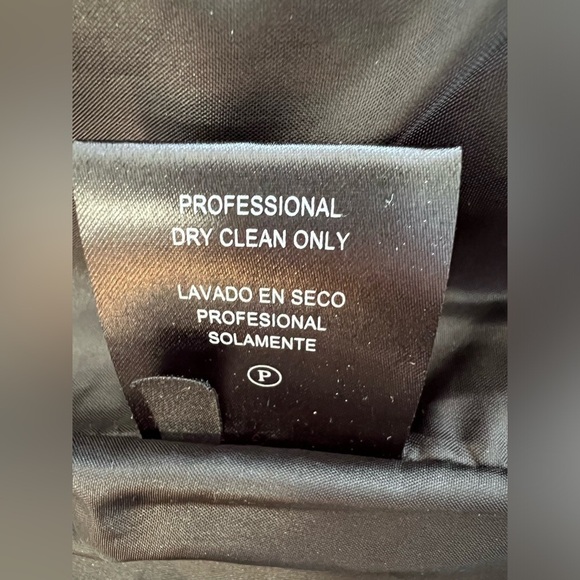 PROFESSIONAL
DRY CLEAN ONLY
LAVADO EN SECO
PROFESIONAL
SOLAMENTE
P